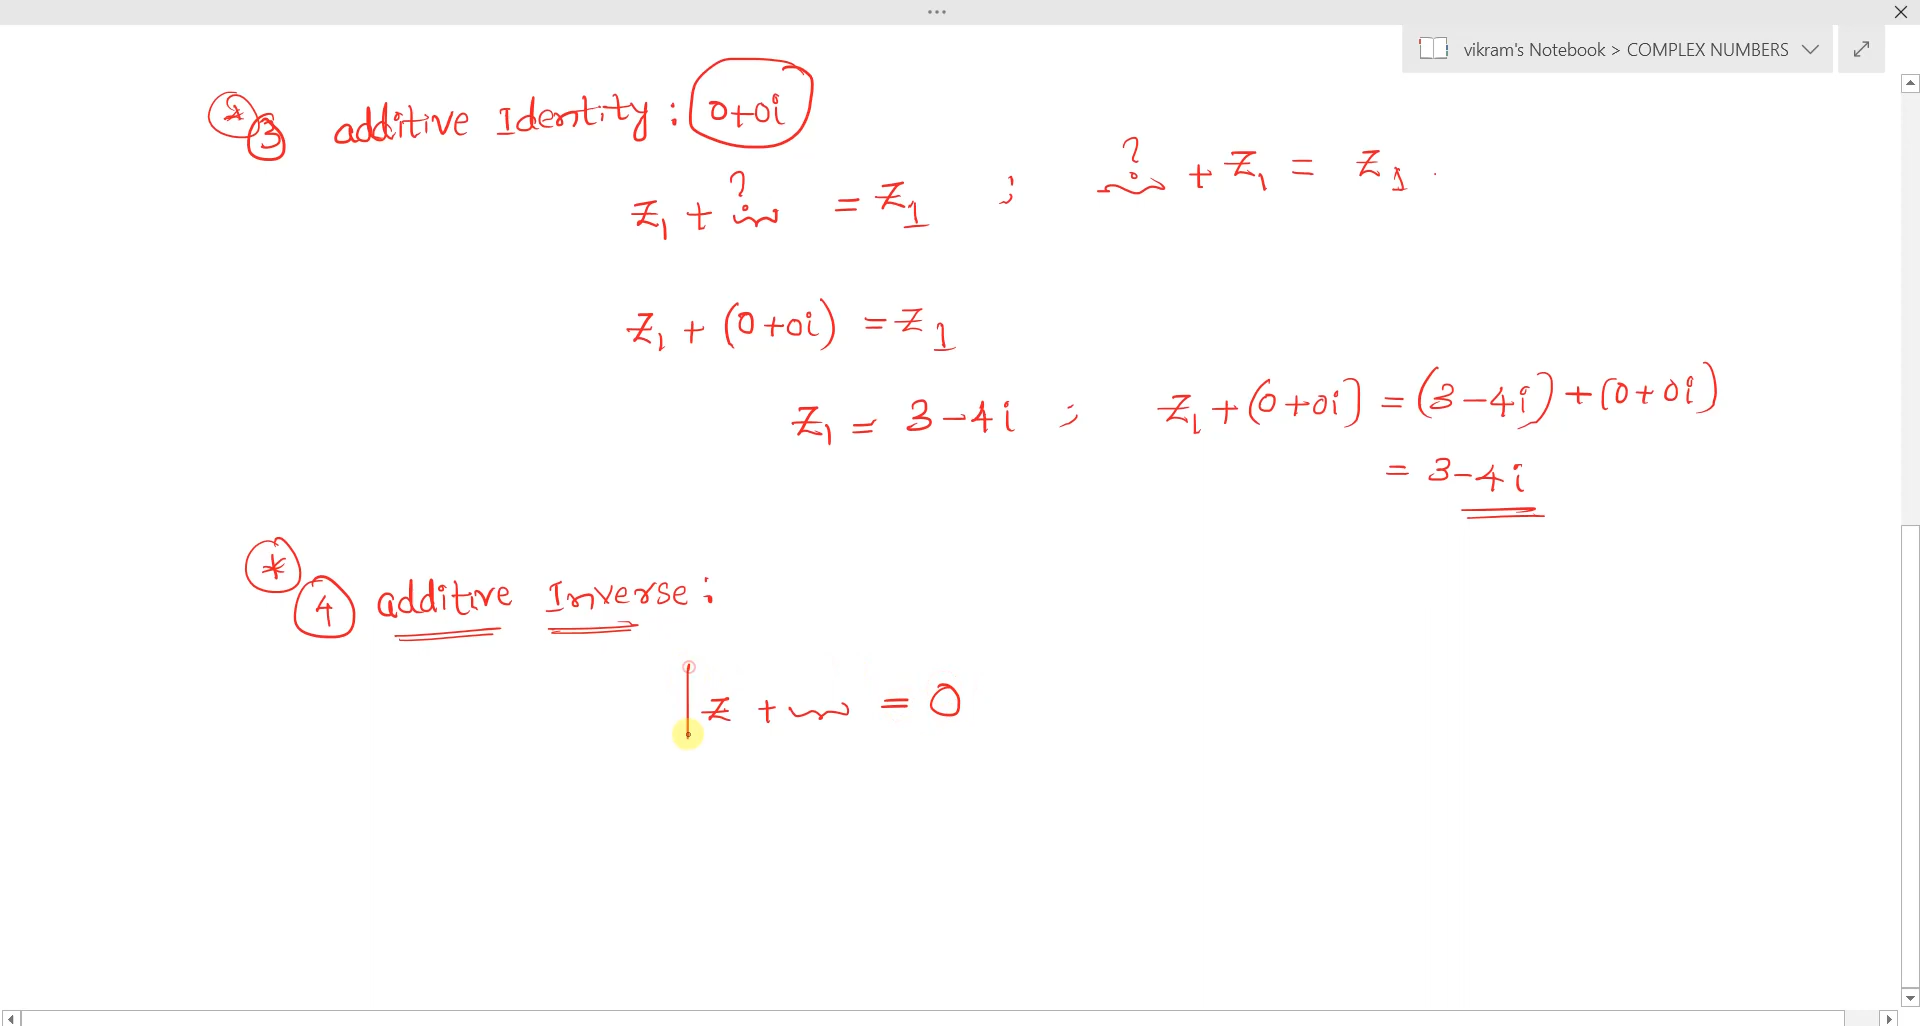 vikram's Notebook > COMPLEX NUMBERS
* 3 additive Identity : 0+0i
z₁ + ? = z₁ ; ? + z₁ = z₁ .
z₁ + (0+0i) = z₁
z₁ = 3-4i ; z₁ + (0+0i) = (3-4i) + (0+0i)
= 3-4i
* 4 additive Inverse :
z + = 0